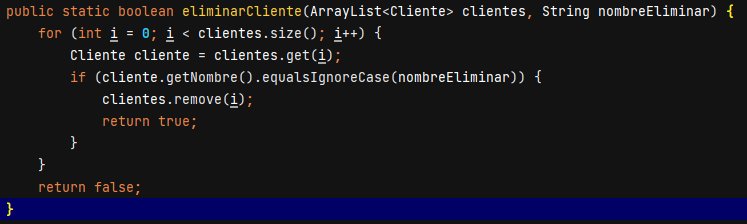 public static boolean eliminarCliente(ArrayList<Cliente> clientes, String nombreEliminar) {
    for (int i = 0; i < clientes.size(); i++) {
        Cliente cliente = clientes.get(i);
        if (cliente.getNombre().equalsIgnoreCase(nombreEliminar)) {
            clientes.remove(i);
            return true;
        }
    }
    return false;
}